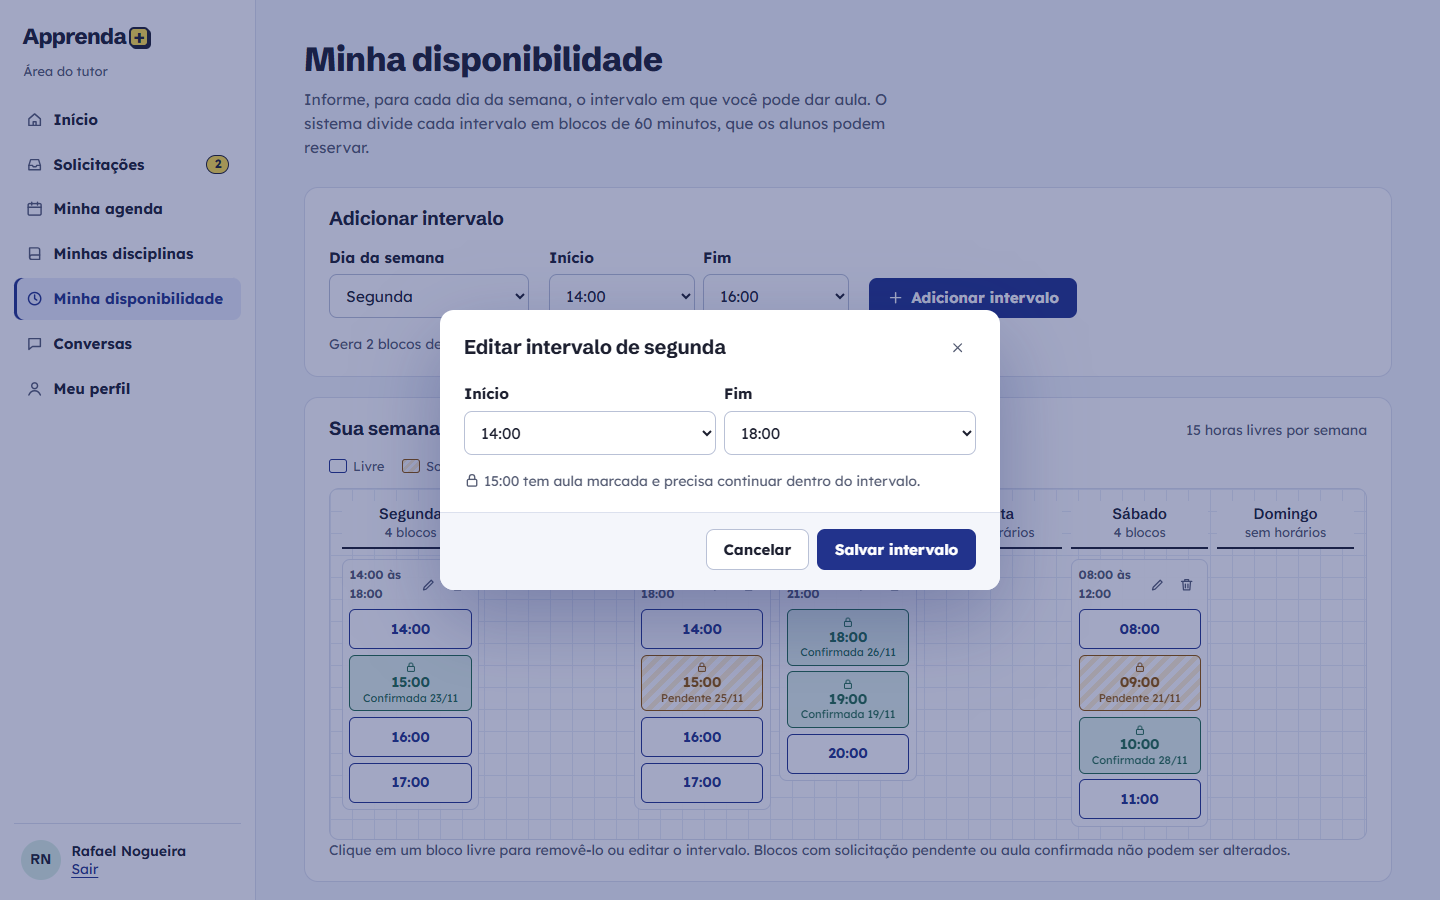 Apprenda+
Área do tutor
Início
Solicitações 2
Minha agenda
Minhas disciplinas
Minha disponibilidade
Conversas
Meu perfil
RN
Rafael Nogueira
Sair
Minha disponibilidade
Informe, para cada dia da semana, o intervalo em que você pode dar aula. O
sistema divide cada intervalo em blocos de 60 minutos, que os alunos podem
reservar.
Adicionar intervalo
Dia da semana Início Fim
Segunda 14:00 16:00 + Adicionar intervalo
Gera 2 blocos de
Editar intervalo de segunda
Início Fim
14:00 18:00
15:00 tem aula marcada e precisa continuar dentro do intervalo.
Cancelar Salvar intervalo
Sua semana 15 horas livres por semana
Livre
Segunda
4 blocos
14:00 às
18:00
14:00
15:00
Confirmada 23/11
16:00
17:00
18:00
14:00
15:00
Pendente 25/11
16:00
17:00
21:00
18:00
Confirmada 26/11
19:00
Confirmada 19/11
20:00
Sábado
4 blocos
08:00 às
12:00
08:00
09:00
Pendente 21/11
10:00
Confirmada 28/11
11:00
Domingo
sem horários
Clique em um bloco livre para removê-lo ou editar o intervalo. Blocos com solicitação pendente ou aula confirmada não podem ser alterados.